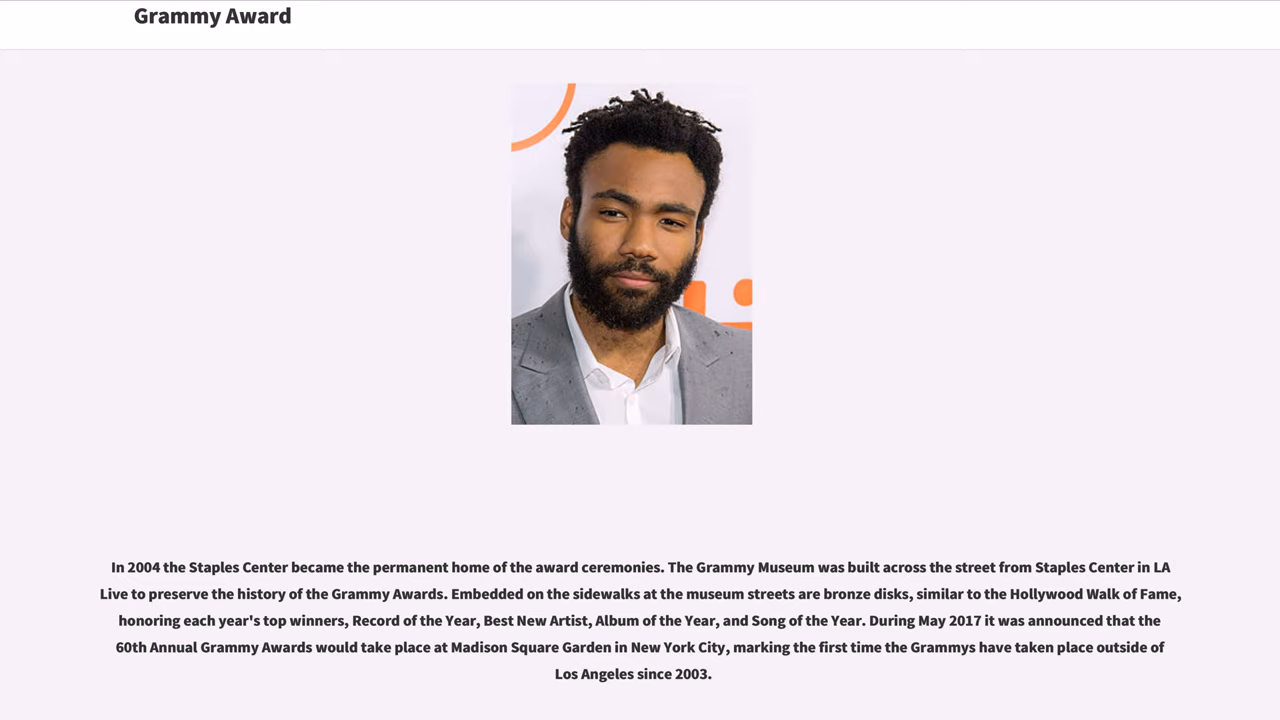 Grammy Award
In 2004 the Staples Center became the permanent home of the award ceremonies. The Grammy Museum was built across the street from Staples Center in LA
Live to preserve the history of the Grammy Awards. Embedded on the sidewalks at the museum streets are bronze disks, similar to the Hollywood Walk of Fame,
honoring each year's top winners, Record of the Year, Best New Artist, Album of the Year, and Song of the Year. During May 2017 it was announced that the
60th Annual Grammy Awards would take place at Madison Square Garden in New York City, marking the first time the Grammys have taken place outside of
Los Angeles since 2003.